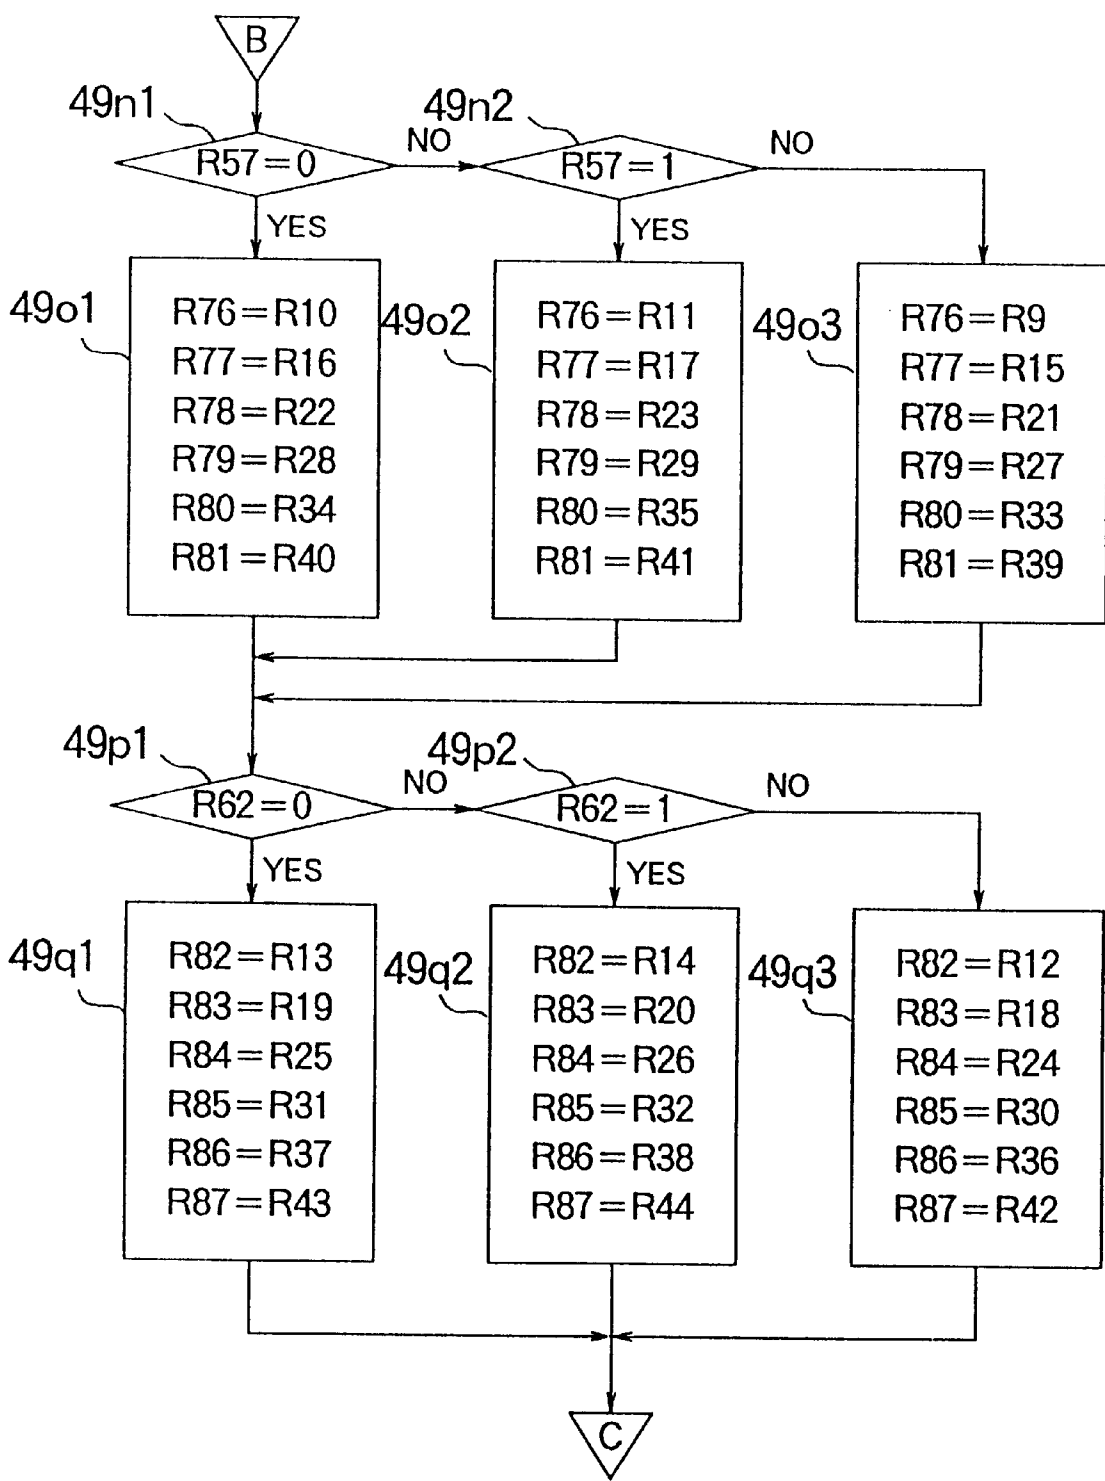 B
49n1
49n2
R57=0
NO
R57=1
NO
YES
YES
49o1
R76=R10
R77=R16
R78=R22
R79=R28
R80=R34
R81=R40
49o2
R76=R11
R77=R17
R78=R23
R79=R29
R80=R35
R81=R41
49o3
R76=R9
R77=R15
R78=R21
R79=R27
R80=R33
R81=R39
49p1
49p2
R62=0
NO
R62=1
NO
YES
YES
49q1
R82=R13
R83=R19
R84=R25
R85=R31
R86=R37
R87=R43
49q2
R82=R14
R83=R20
R84=R26
R85=R32
R86=R38
R87=R44
49q3
R82=R12
R83=R18
R84=R24
R85=R30
R86=R36
R87=R42
C